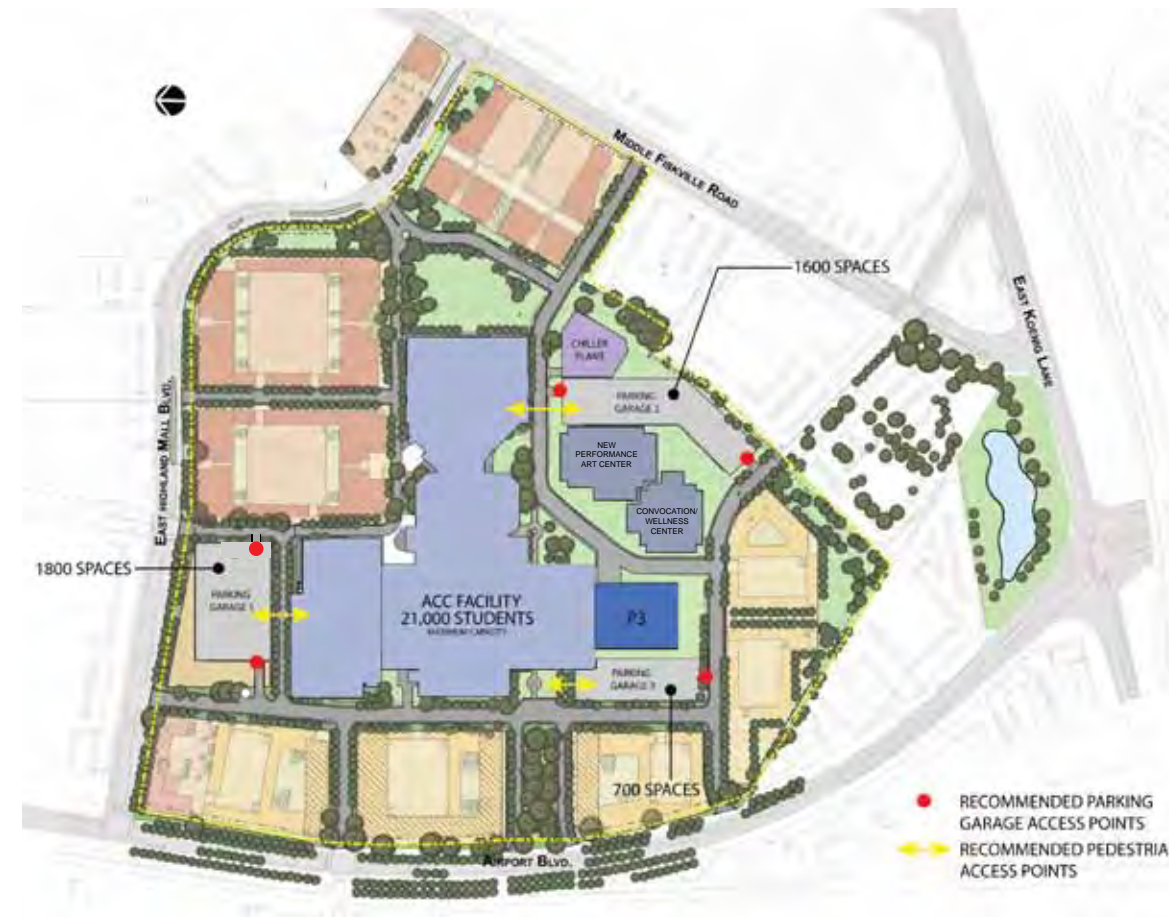 MIDDLE FISKVILLE ROAD
1600 SPACES
EAST KOENIG LANE
CHILLER
PLANT
PARKING
GARAGE 2
EAST HIGHLAND MALL BLVD.
NEW
PERFORMANCE
ART CENTER
CONVOCATION/
WELLNESS
CENTER
1800 SPACES
PARKING
GARAGE 1
ACC FACILITY
21,000 STUDENTS
MAXIMUM CAPACITY
P3
PARKING
GARAGE 3
700 SPACES
AIRPORT BLVD.
RECOMMENDED PARKING
GARAGE ACCESS POINTS
RECOMMENDED PEDESTRIA
ACCESS POINTS